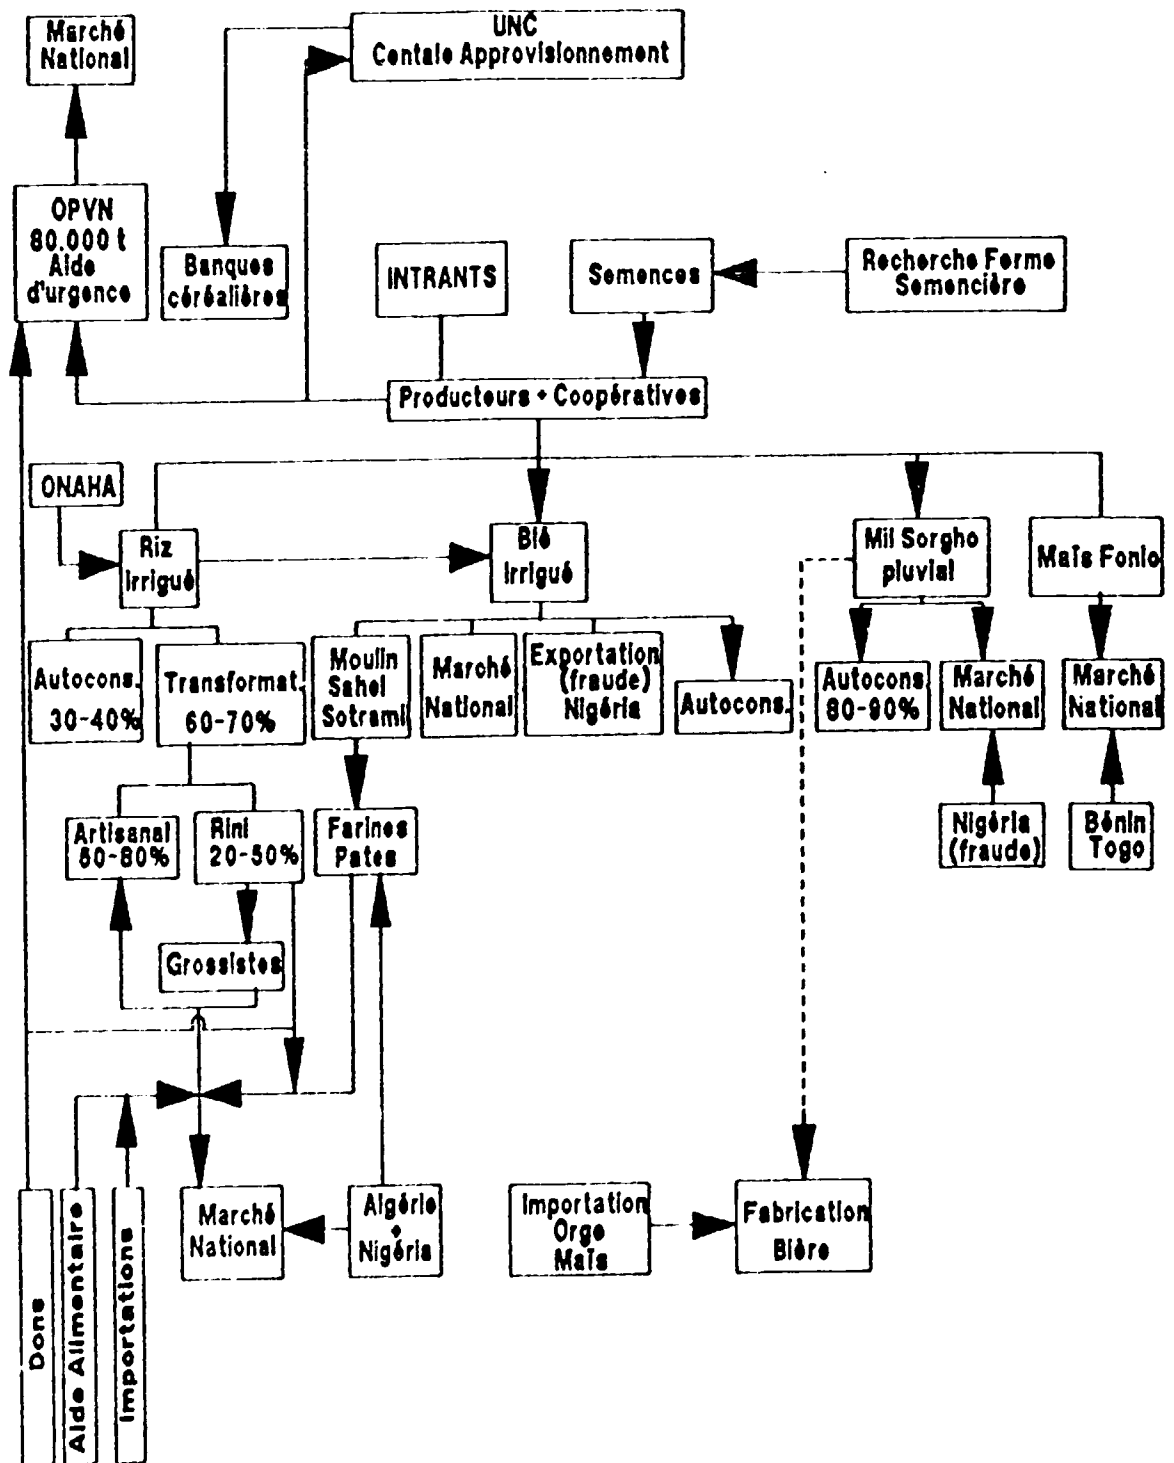 Marché
National
UNC
Centale Approvisionnement
OPVN
80.000 t
Aide
d'urgence
Banques
céréalières
INTRANTS
Semences
Recherche Ferme
Semencière
Producteurs + Coopératives
ONAHA
Riz
irrigué
Blé
irrigué
Mil Sorgho
pluvial
Maïs Fonio
Autocons.
30-40%
Transformat.
60-70%
Moulin
Sahel
Sotrami
Marché
National
Exportation
(fraude)
Nigéria
Autocons.
Autocons.
80-90%
Marché
National
Marché
National
Artisanal
50-80%
Rini
20-50%
Farines
Pates
Nigéria
(fraude)
Bénin
Togo
Grossistes
Dons
Aide Alimentaire
Importations
Marché
National
Algérie
+
Nigéria
Importation
Orge
Maïs
Fabrication
Bière